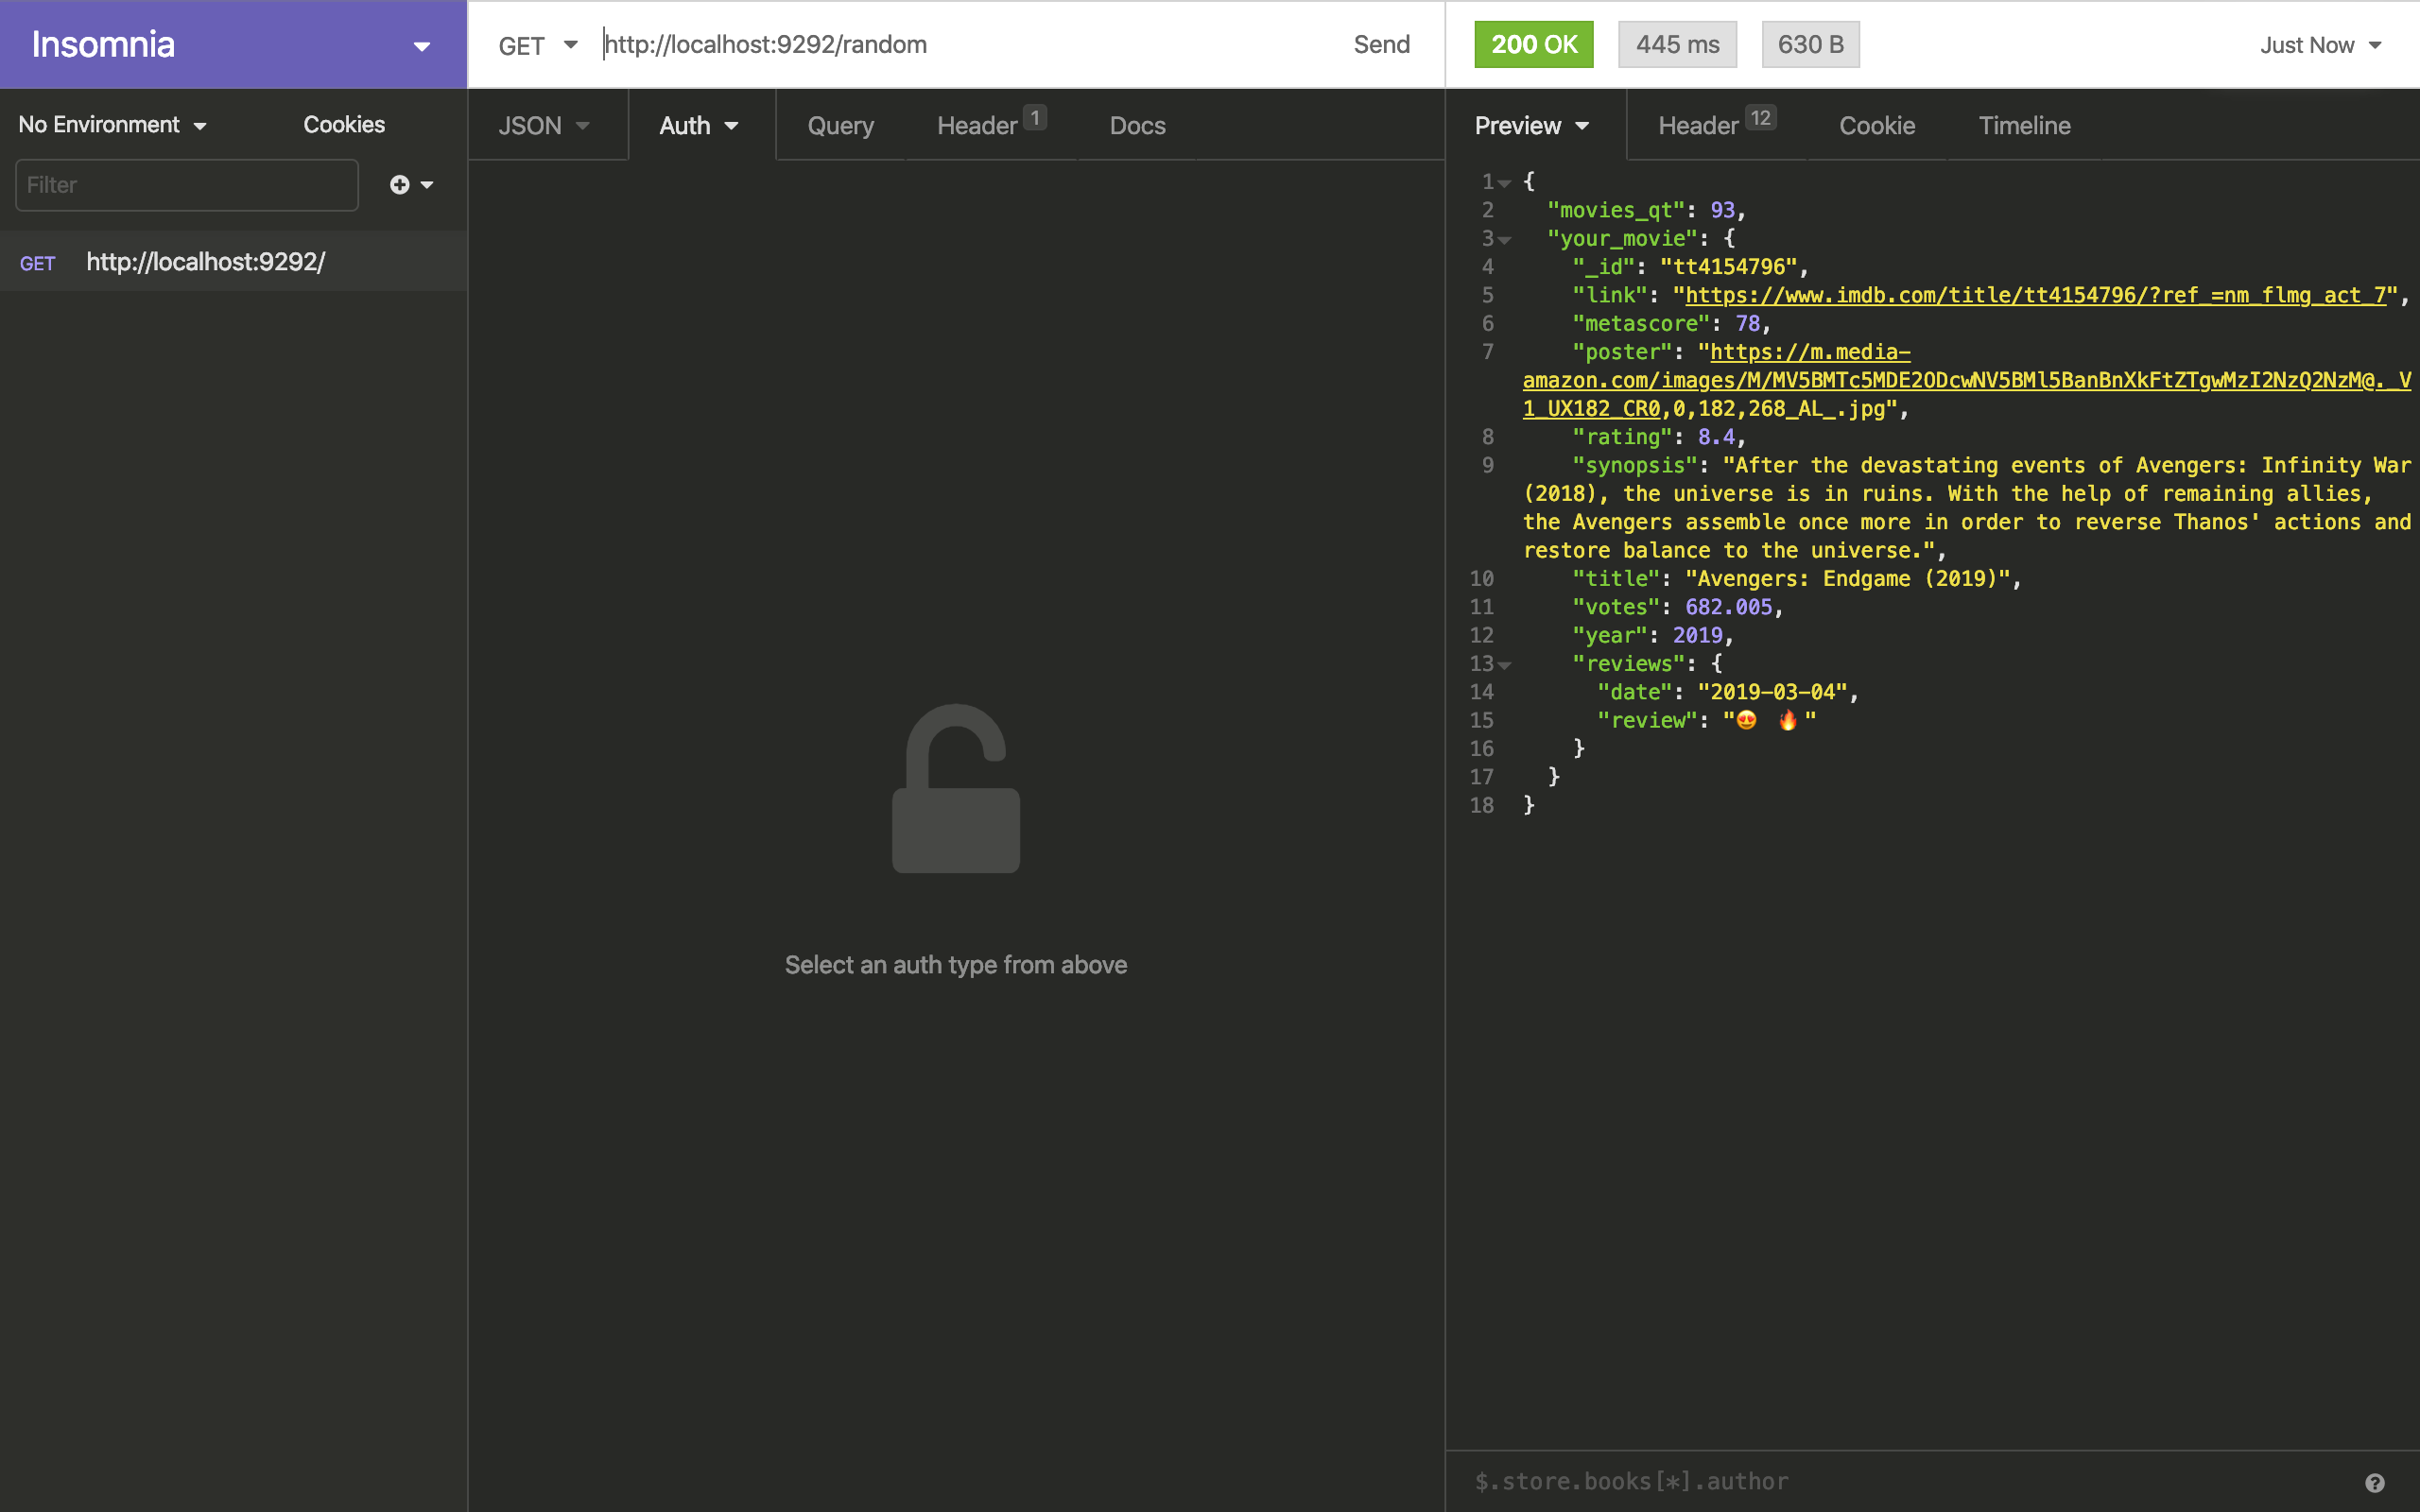 Insomnia
GET http://localhost:9292/random Send
200 OK 445 ms 630 B Just Now
No Environment Cookies
Filter
GET http://localhost:9292/
JSON Auth Query Header 1 Docs
Select an auth type from above
Preview Header 12 Cookie Timeline
1 {
2 "movies_qt": 93,
3 "your_movie": {
4 "_id": "tt4154796",
5 "link": "https://www.imdb.com/title/tt4154796/?ref_=nm_flmg_act_7",
6 "metascore": 78,
7 "poster": "https://m.media-
amazon.com/images/M/MV5BMTc5MDE2ODcwNV5BMl5BanBnXkFtZTgwMzI2NzQ2NzM@._V
1_UX182_CR0,0,182,268_AL_.jpg",
8 "rating": 8.4,
9 "synopsis": "After the devastating events of Avengers: Infinity War
(2018), the universe is in ruins. With the help of remaining allies,
the Avengers assemble once more in order to reverse Thanos' actions and
restore balance to the universe.",
10 "title": "Avengers: Endgame (2019)",
11 "votes": 682.005,
12 "year": 2019,
13 "reviews": {
14 "date": "2019-03-04",
15 "review": "😍 🔥"
16 }
17 }
18 }
$.store.books[*].author